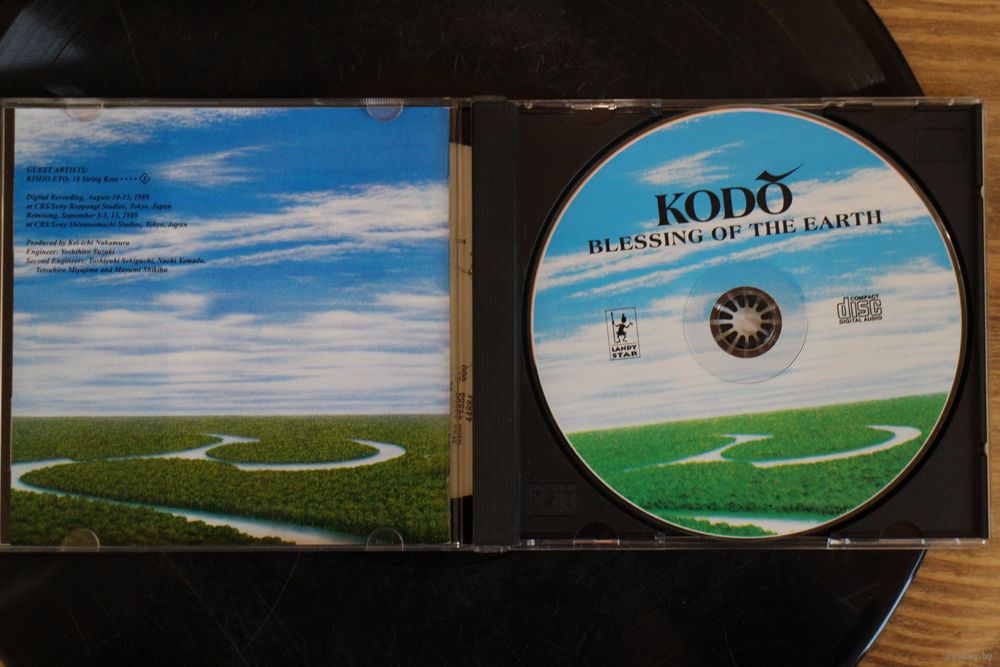 GUEST ARTISTS:
KIMIO ETO: 18 String Koto
Digital Recording, August 10-15, 1989
at CBS/Sony Roppongi Studios, Tokyo, Japan
Remixing, September 3-5, 13, 1989
at CBS/Sony Shinanomachi Studios, Tokyo, Japan
Produced by Kei-ichi Nakamura
Engineer: Yoshihiro Suzuki
Second Engineers: Toshiyuki Sekiguchi, Naoki Yamada,
Tetsuhiro Miyajima and Mayumi Shikibu
KODŌ
BLESSING OF THE EARTH
LANDY
STAR
COMPACT
disc
DIGITAL AUDIO